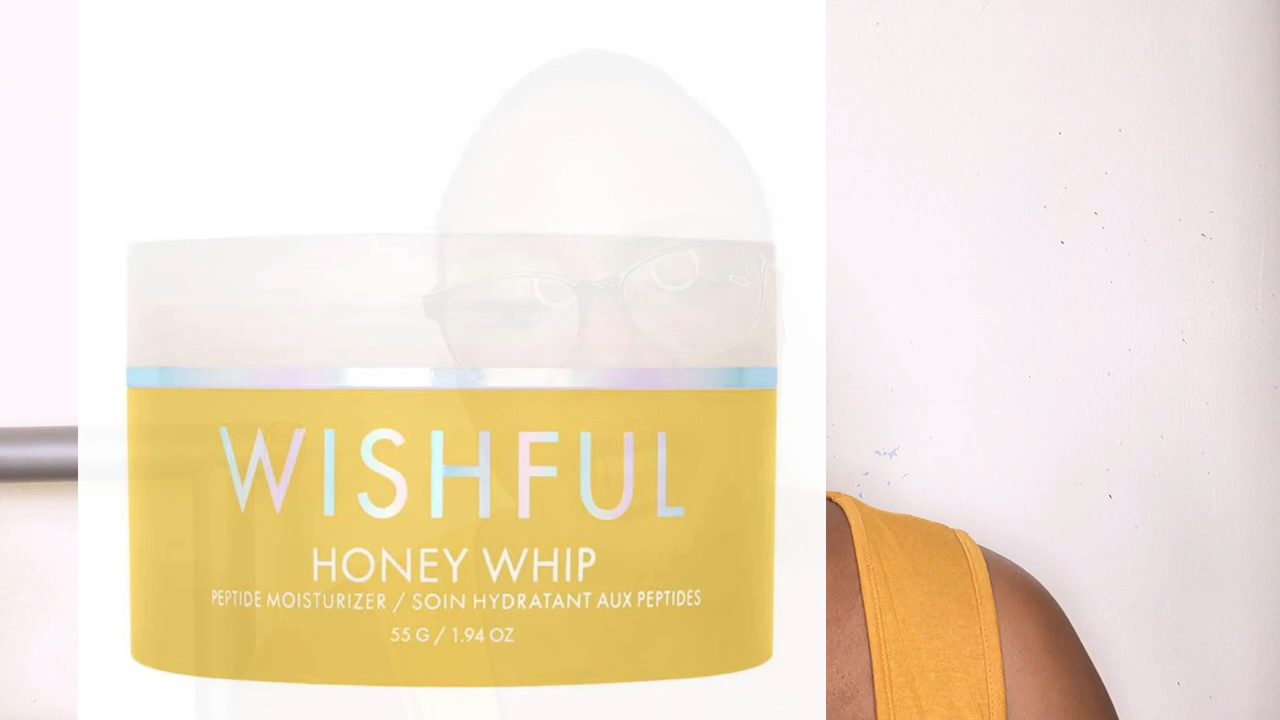 WISHFUL
HONEY WHIP
PEPTIDE MOISTURIZER / SOIN HYDRATANT AUX PEPTIDES
55 G / 1.94 OZ